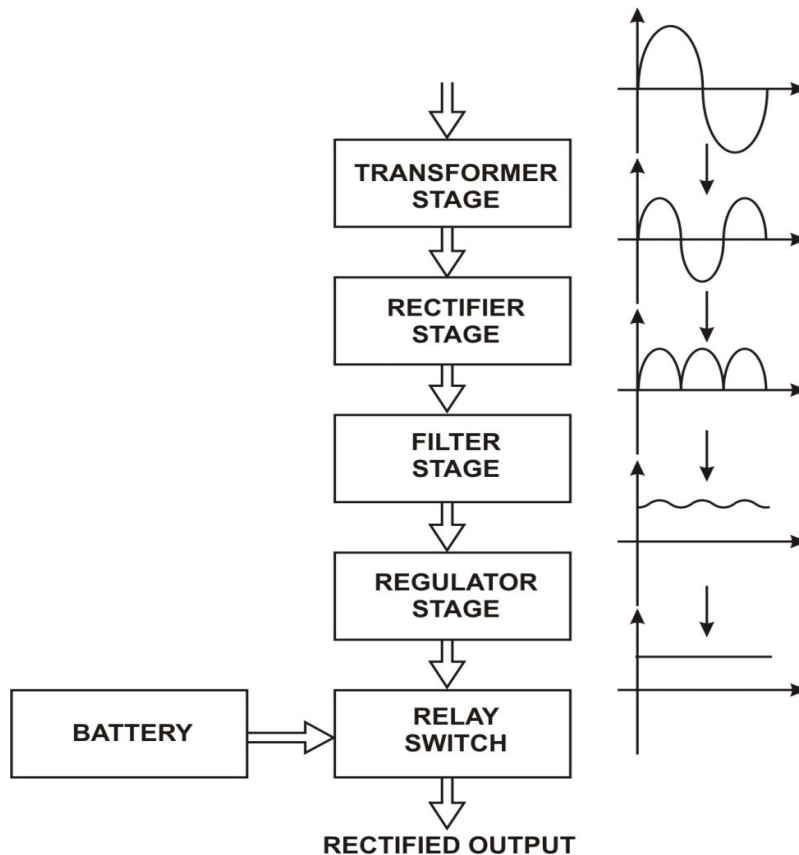 TRANSFORMER
STAGE
RECTIFIER
STAGE
FILTER
STAGE
REGULATOR
STAGE
BATTERY
RELAY
SWITCH
RECTIFIED OUTPUT